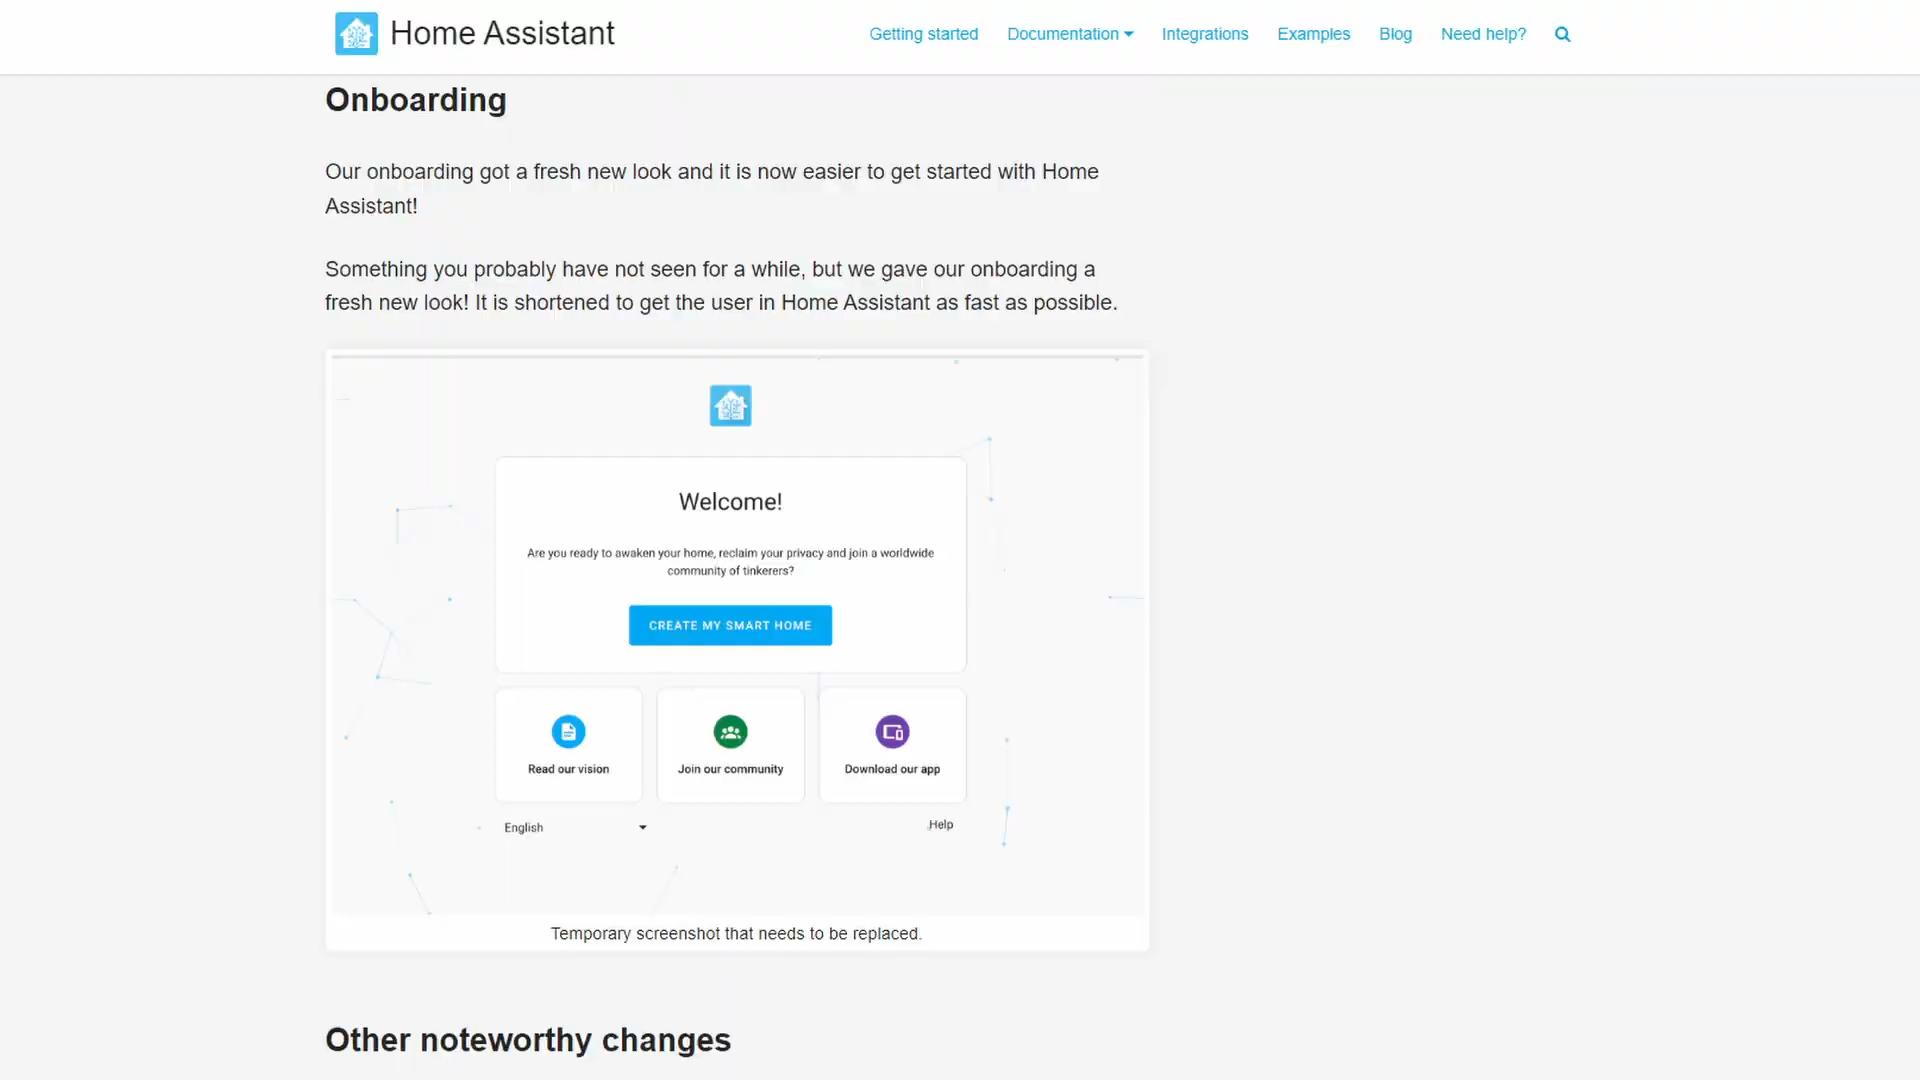 Home Assistant
Getting started
Documentation
Integrations
Examples
Blog
Need help?
Onboarding
Our onboarding got a fresh new look and it is now easier to get started with Home
Assistant!
Something you probably have not seen for a while, but we gave our onboarding a
fresh new look! It is shortened to get the user in Home Assistant as fast as possible.
Welcome!
Are you ready to awaken your home, reclaim your privacy and join a worldwide
community of tinkerers?
CREATE MY SMART HOME
Read our vision
Join our community
Download our app
English
Help
Temporary screenshot that needs to be replaced.
Other noteworthy changes